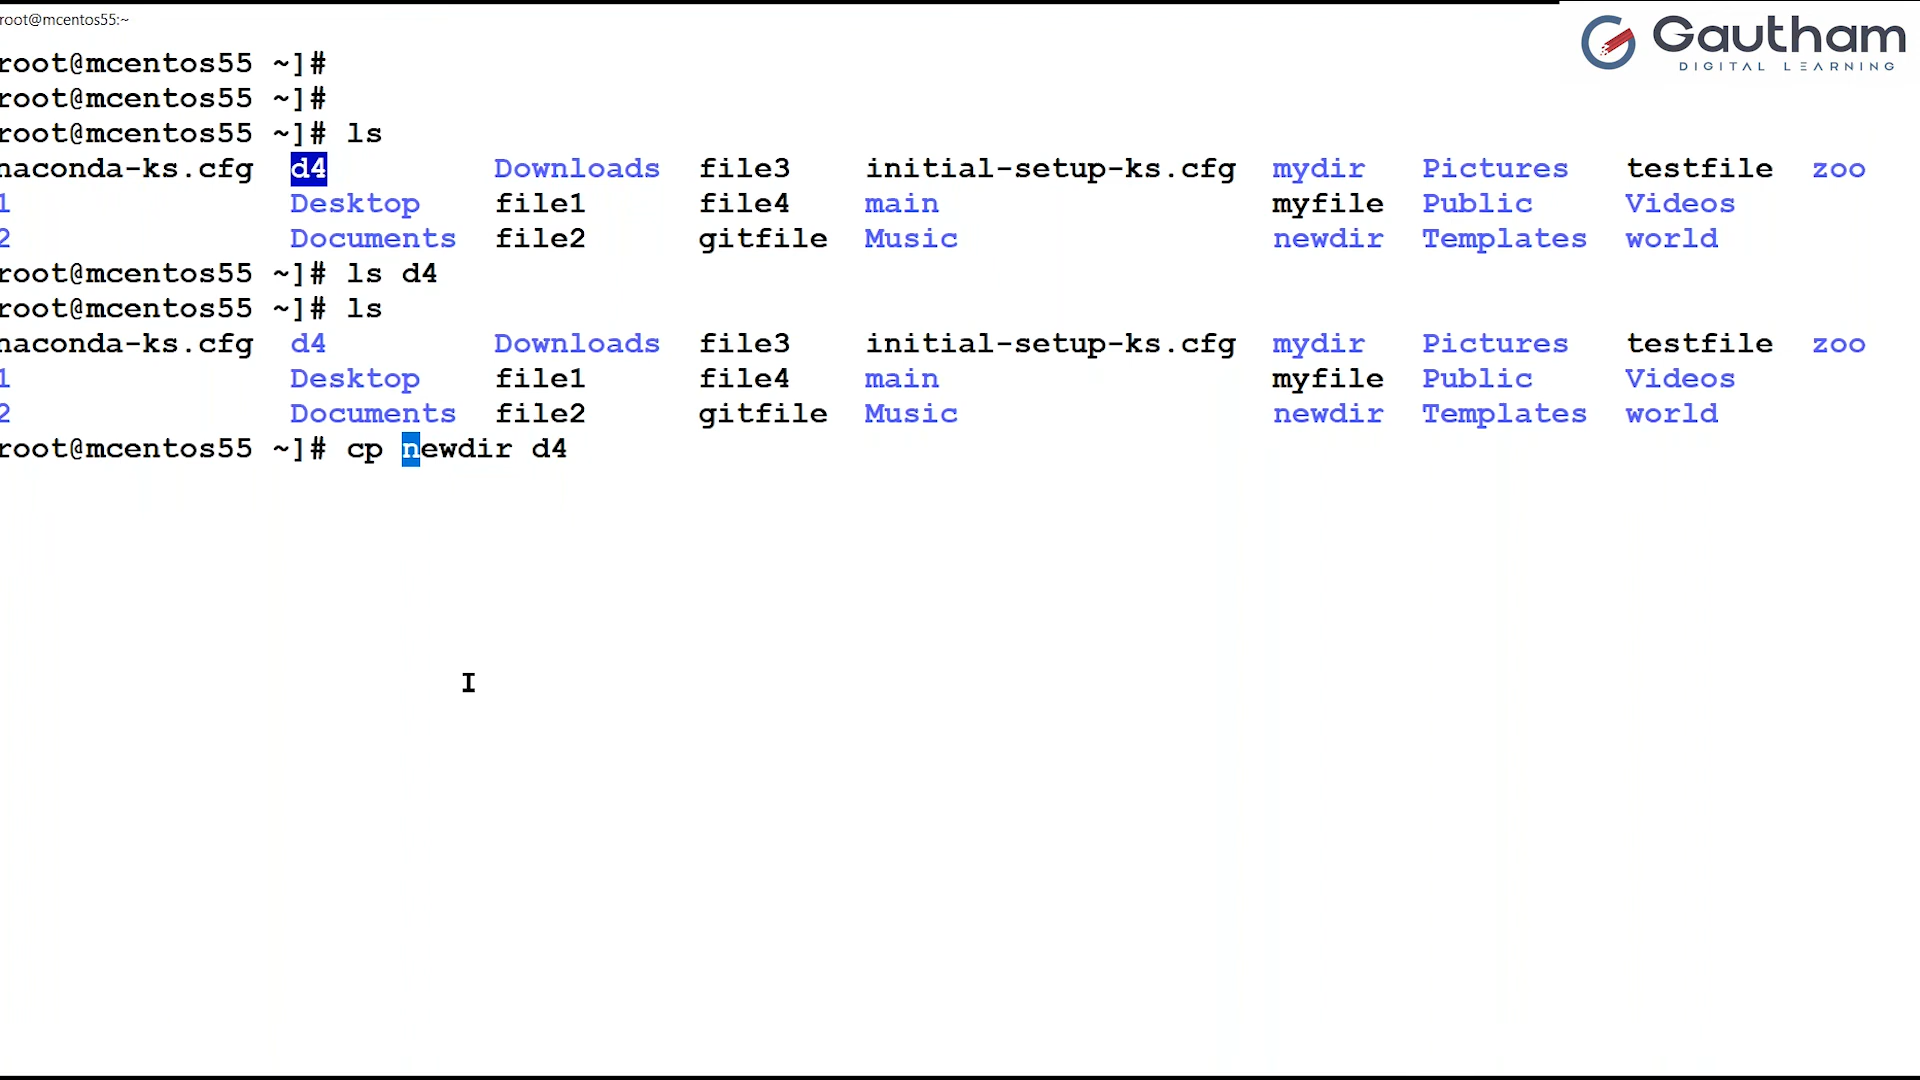 root@mcentos55:~
Gautham
DIGITAL LEARNING
root@mcentos55 ~]#
root@mcentos55 ~]#
root@mcentos55 ~]# ls
naconda-ks.cfg d4 Downloads file3 initial-setup-ks.cfg mydir Pictures testfile zoo
1 Desktop file1 file4 main myfile Public Videos
2 Documents file2 gitfile Music newdir Templates world
root@mcentos55 ~]# ls d4
root@mcentos55 ~]# ls
naconda-ks.cfg d4 Downloads file3 initial-setup-ks.cfg mydir Pictures testfile zoo
1 Desktop file1 file4 main myfile Public Videos
2 Documents file2 gitfile Music newdir Templates world
root@mcentos55 ~]# cp newdir d4